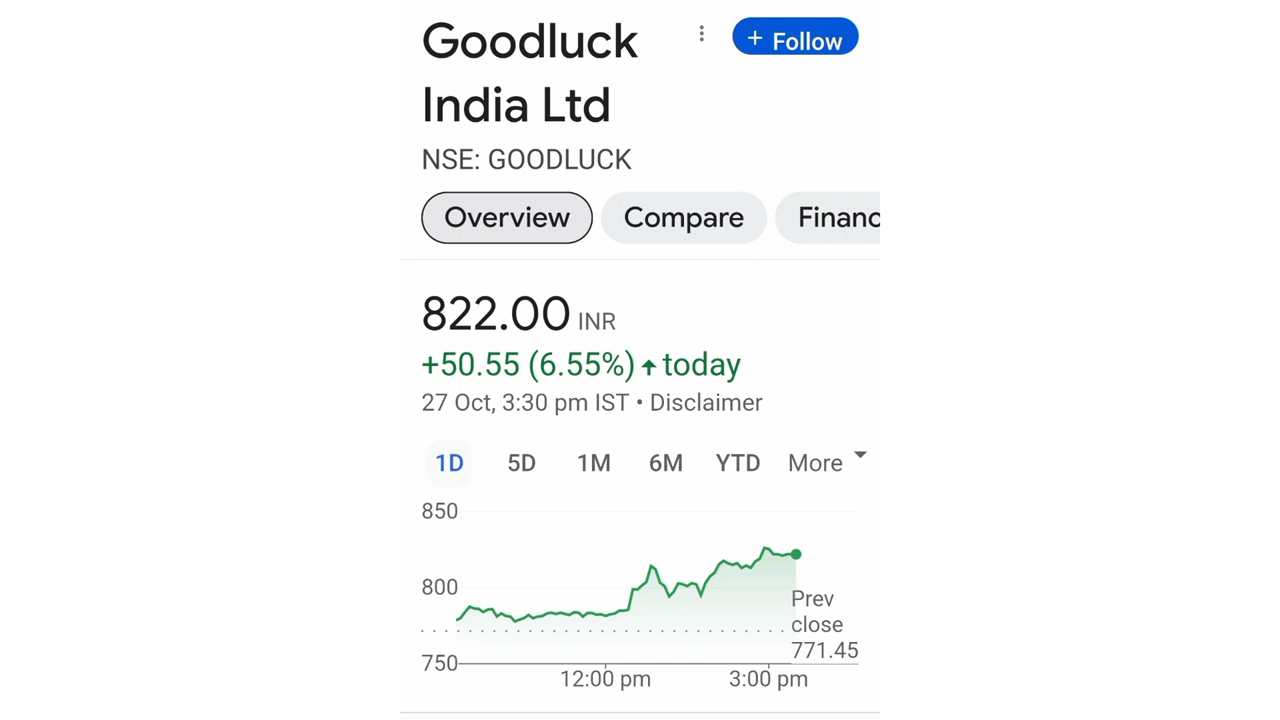 Goodluck
India Ltd
+ Follow
NSE: GOODLUCK
Overview Compare Financ
822.00 INR
+50.55 (6.55%) ↑ today
27 Oct, 3:30 pm IST • Disclaimer
1D 5D 1M 6M YTD More
850
800
750
Prev
close
771.45
12:00 pm 3:00 pm